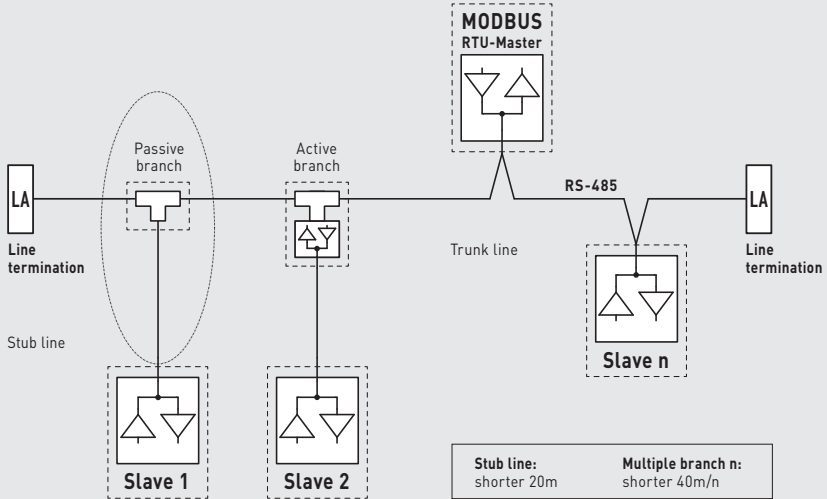 MODBUS
RTU-Master
Passive
branch
Active
branch
LA
RS-485
LA
Line
termination
Trunk line
Line
termination
Stub line
Slave n
Slave 1
Slave 2
Stub line:
shorter 20m
Multiple branch n:
shorter 40m/n